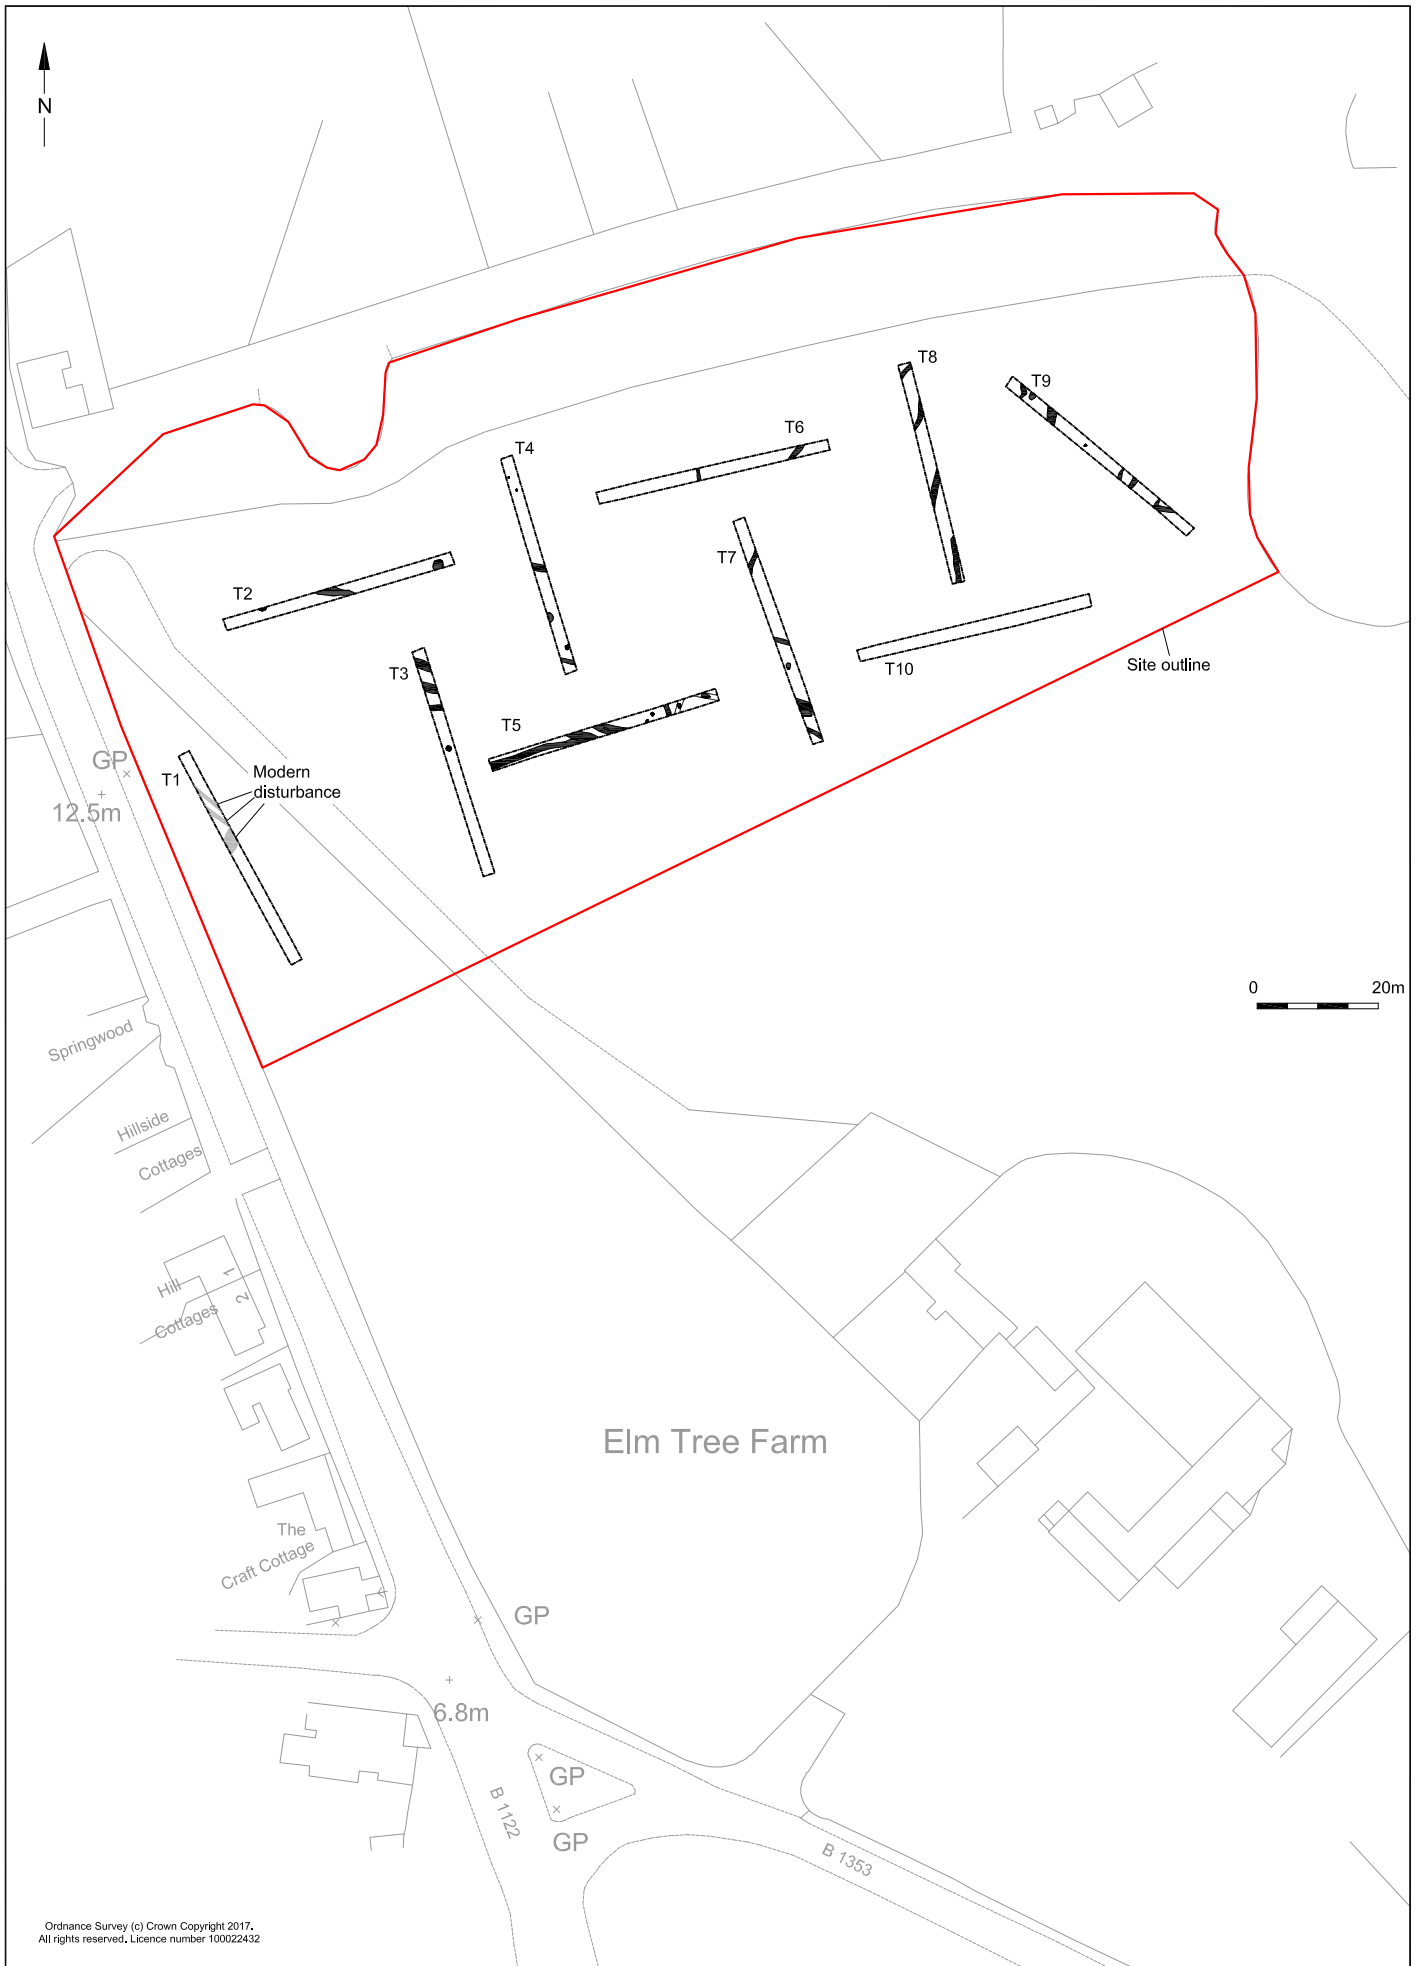 N
T8
T9
T6
T4
T7
T2
T3
T10
Site outline
T5
GP
T1
Modern
disturbance
12.5m
0 20m
Springwood
Hillside
Cottages
1
Hill
2
Cottages
Elm Tree Farm
The
Craft Cottage
GP
6.8m
GP
B 1122
GP
B 1353
Ordnance Survey (c) Crown Copyright 2017.
All rights reserved. Licence number 100022432